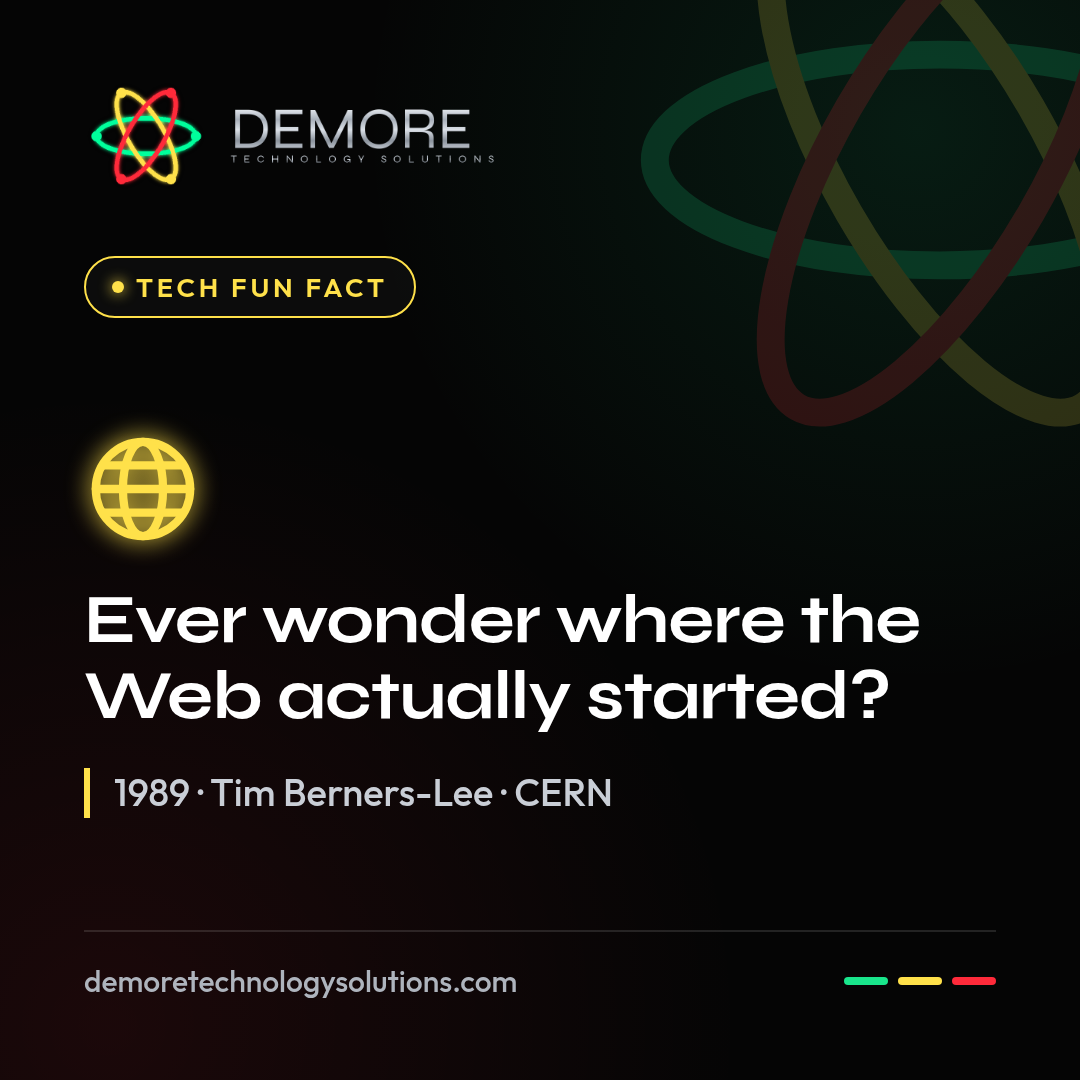 DEMORE
TECHNOLOGY SOLUTIONS
TECH FUN FACT
Ever wonder where the
Web actually started?
1989 · Tim Berners-Lee · CERN
demoretechnologysolutions.com